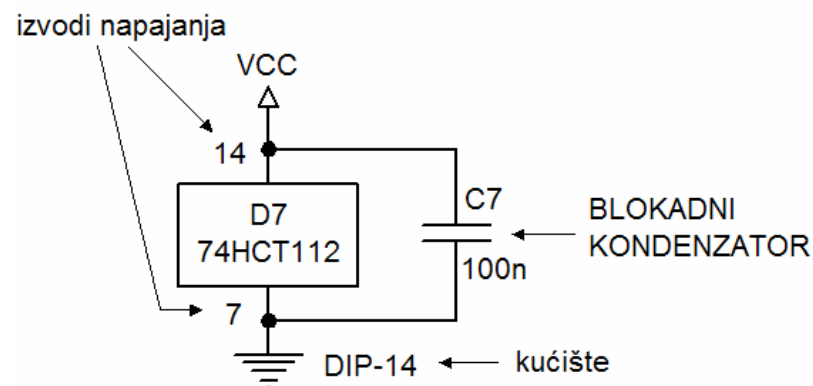 izvodi napajanja
VCC
14
D7
74HCT112
C7
100n
BLOKADNI
KONDENZATOR
7
DIP-14
kućište